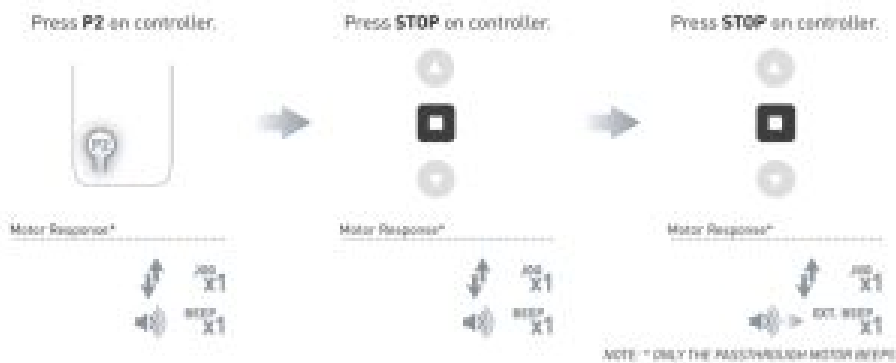 Press P2 on controller.
Press STOP on controller.
Press STOP on controller.
P2
Motor Response*
Motor Response*
Motor Response*
JOG
x1
JOG
x1
JOG
x1
BEEP
x1
BEEP
x1
EXT. BEEP
x1
NOTE: * ONLY THE PASSTHROUGH MOTOR BEEPS